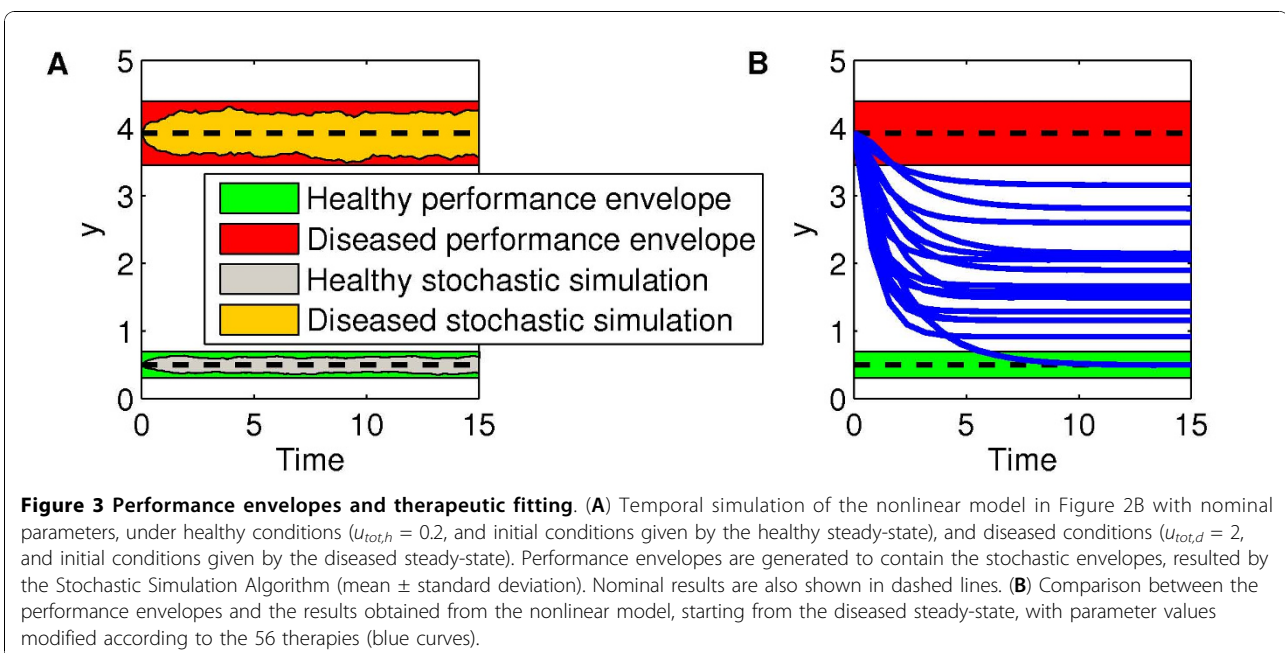 A
B
5
4
3
2
1
0
y
0
5
10
15
Time
Healthy performance envelope
Diseased performance envelope
Healthy stochastic simulation
Diseased stochastic simulation
5
4
3
2
1
0
y
0
5
10
15
Time
Figure 3 Performance envelopes and therapeutic fitting. (A) Temporal simulation of the nonlinear model in Figure 2B with nominal
parameters, under healthy conditions (u_tot,h = 0.2, and initial conditions given by the healthy steady-state), and diseased conditions (u_tot,d = 2,
and initial conditions given by the diseased steady-state). Performance envelopes are generated to contain the stochastic envelopes, resulted by
the Stochastic Simulation Algorithm (mean ± standard deviation). Nominal results are also shown in dashed lines. (B) Comparison between the
performance envelopes and the results obtained from the nonlinear model, starting from the diseased steady-state, with parameter values
modified according to the 56 therapies (blue curves).